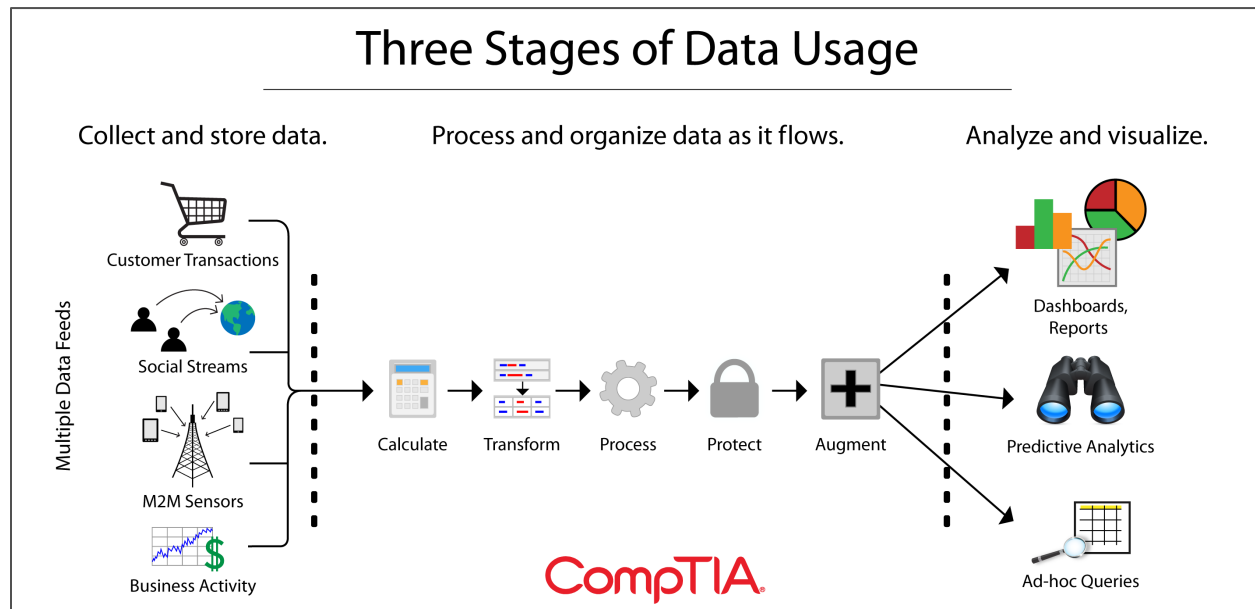 Three Stages of Data Usage
Collect and store data.
Process and organize data as it flows.
Analyze and visualize.
Multiple Data Feeds
Customer Transactions
Social Streams
M2M Sensors
Business Activity
$
Calculate
Transform
Process
Protect
Augment
Dashboards,
Reports
Predictive Analytics
Ad-hoc Queries
CompTIA.